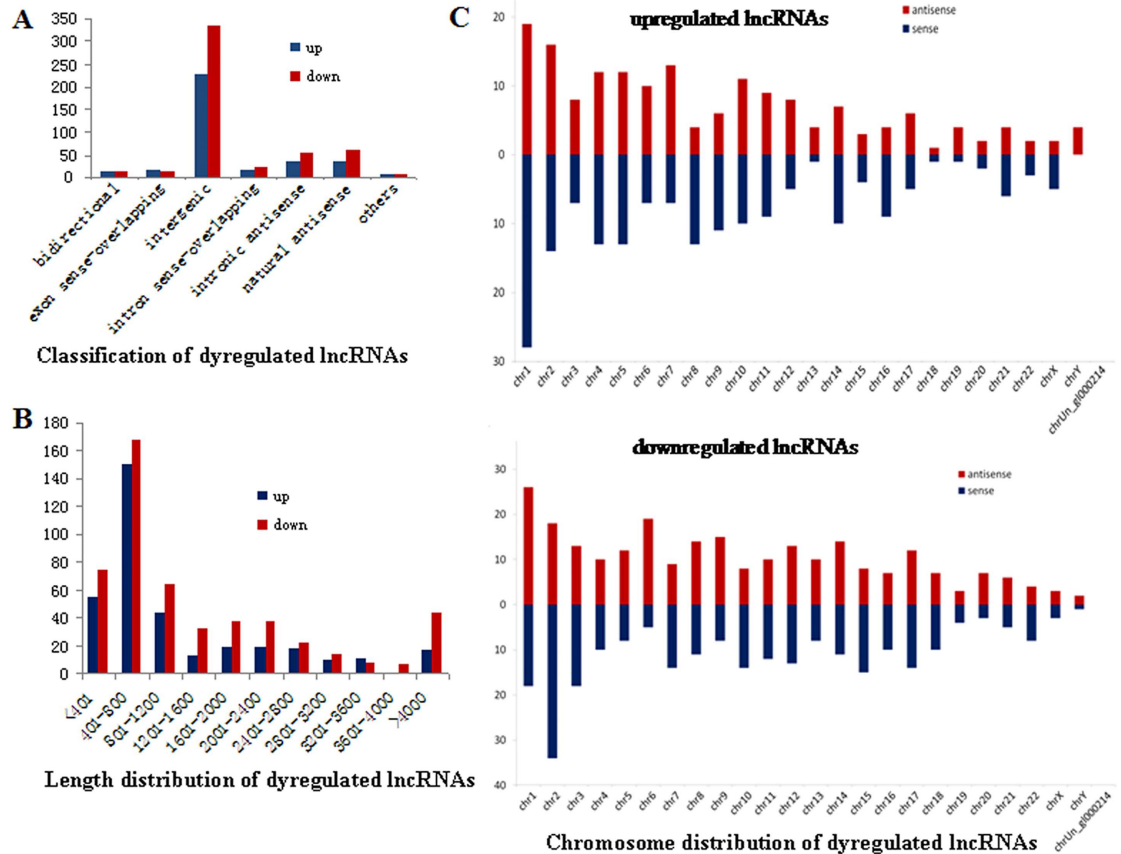 A
350
300
250
200
150
100
50
0
up
down
bidirectional
exon sense-overlapping
intergenic
intron sense-overlapping
intronic antisense
natural antisense
others
Classification of dyregulated lncRNAs
B
180
160
140
120
100
80
60
40
20
0
up
down
<401
401-800
801-1200
1201-1600
1601-2000
2001-2400
2401-2800
2801-3200
3201-3600
3601-4000
>4000
Length distribution of dyregulated lncRNAs
C
upregulated lncRNAs
antisense
sense
20
10
0
10
20
30
chr1
chr2
chr3
chr4
chr5
chr6
chr7
chr8
chr9
chr10
chr11
chr12
chr13
chr14
chr15
chr16
chr17
chr18
chr19
chr20
chr21
chr22
chrX
chrY
chrUn_gl000214
downregulated lncRNAs
antisense
sense
30
20
10
0
10
20
30
40
chr1
chr2
chr3
chr4
chr5
chr6
chr7
chr8
chr9
chr10
chr11
chr12
chr13
chr14
chr15
chr16
chr17
chr18
chr19
chr20
chr21
chr22
chrX
chrY
chrUn_gl000214
Chromosome distribution of dyregulated lncRNAs